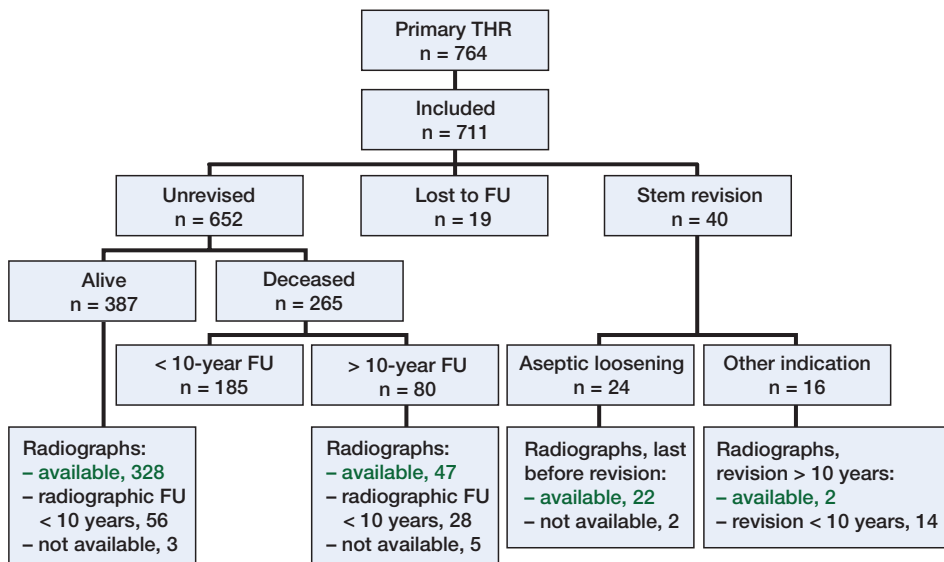 Primary THR
n = 764
Included
n = 711
Unrevised
n = 652
Lost to FU
n = 19
Stem revision
n = 40
Alive
n = 387
Deceased
n = 265
< 10-year FU
n = 185
> 10-year FU
n = 80
Aseptic loosening
n = 24
Other indication
n = 16
Radiographs:
– available, 328
– radiographic FU
< 10 years, 56
– not available, 3
Radiographs:
– available, 47
– radiographic FU
< 10 years, 28
– not available, 5
Radiographs, last
before revision:
– available, 22
– not available, 2
Radiographs,
revision > 10 years:
– available, 2
– revision < 10 years, 14